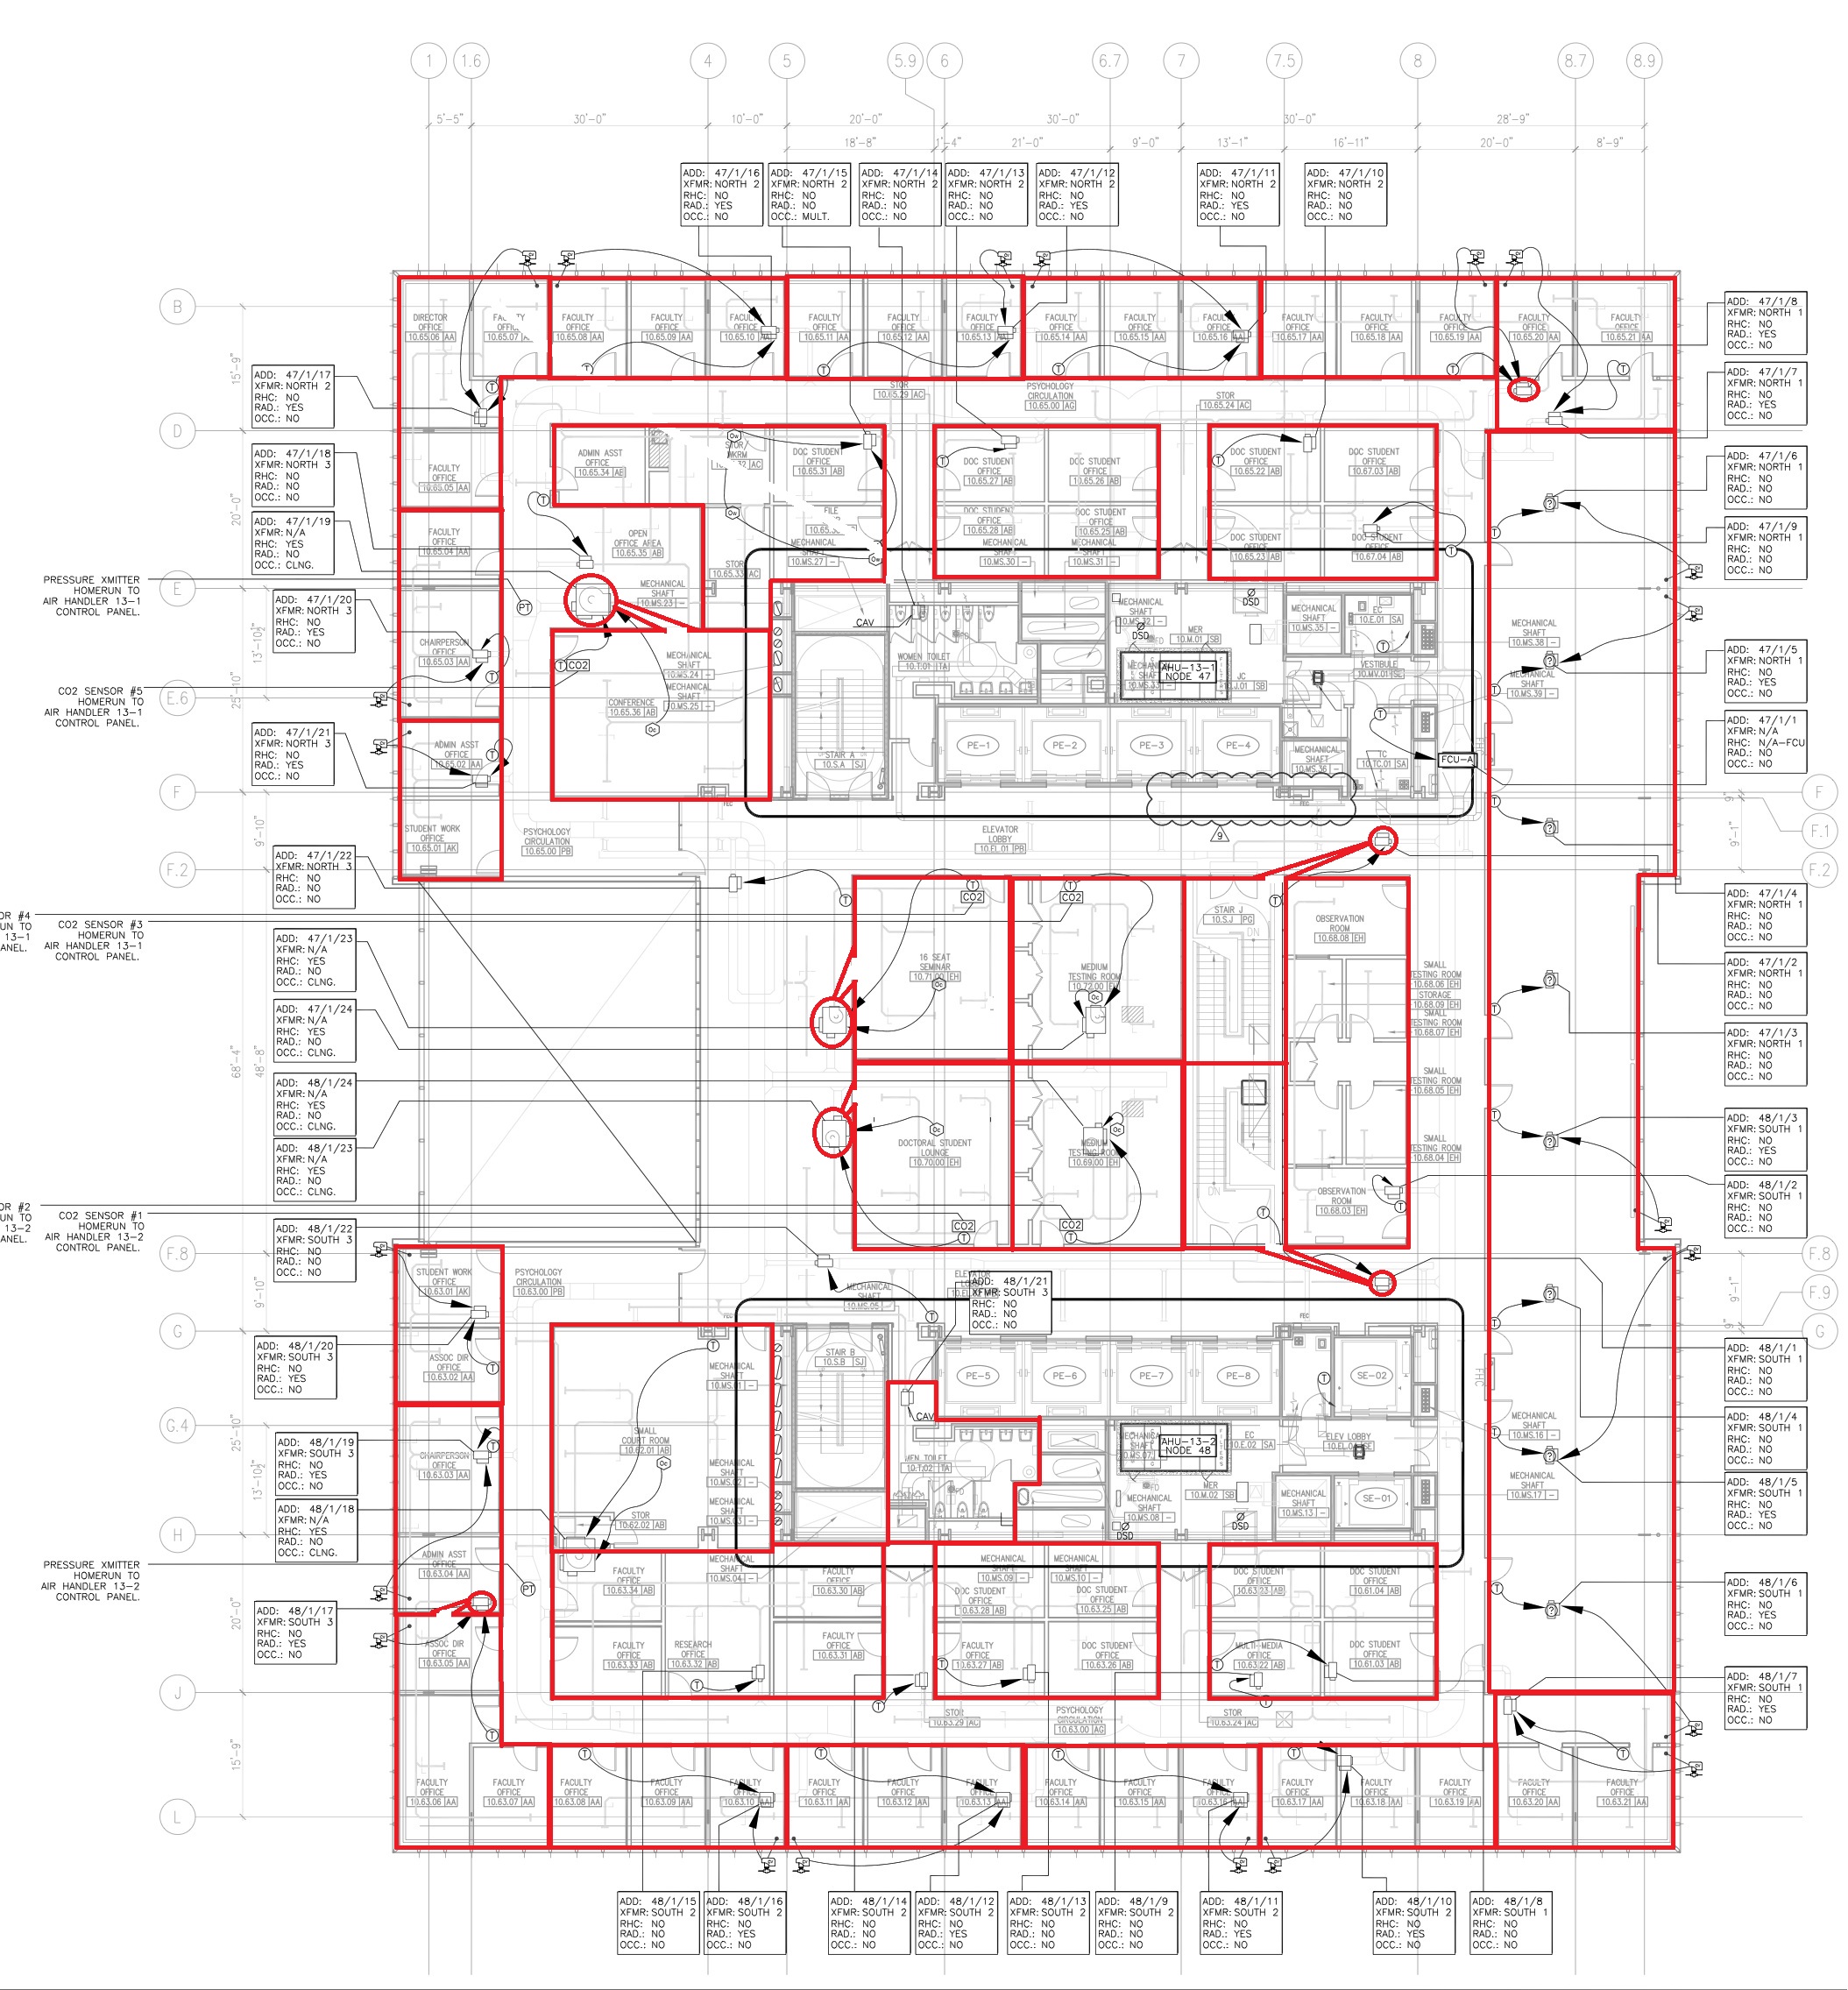 1 1.6 4 5 5.9 6 6.7 7 7.5 8 8.7 8.9
5'-5" 30'-0" 10'-0" 20'-0" 30'-0" 30'-0" 28'-9"
18'-8" 1'-4" 21'-0" 9'-0" 13'-1" 16'-11" 20'-0" 8'-9"
ADD: 47/1/16
XFMR: NORTH 2
RHC: NO
RAD.: YES
OCC.: NO
ADD: 47/1/15
XFMR: NORTH 2
RHC: NO
RAD.: NO
OCC.: MULT.
ADD: 47/1/14
XFMR: NORTH 2
RHC: NO
RAD.: NO
OCC.: NO
ADD: 47/1/13
XFMR: NORTH 2
RHC: NO
RAD.: NO
OCC.: NO
ADD: 47/1/12
XFMR: NORTH 2
RHC: NO
RAD.: YES
OCC.: NO
ADD: 47/1/11
XFMR: NORTH 2
RHC: NO
RAD.: YES
OCC.: NO
ADD: 47/1/10
XFMR: NORTH 2
RHC: NO
RAD.: NO
OCC.: NO
B
D
E
E.6
F
F.2
F.8
G
G.4
H
J
L
15'-9"
20'-0"
13'-10½"
25'-10"
9'-10"
68'-4"
48'-8"
9'-10"
25'-10"
13'-10½"
20'-0"
15'-9"
ADD: 47/1/17
XFMR: NORTH 2
RHC: NO
RAD.: YES
OCC.: NO
ADD: 47/1/18
XFMR: NORTH 3
RHC: NO
RAD.: NO
OCC.: NO
ADD: 47/1/19
XFMR: N/A
RHC: YES
RAD.: NO
OCC.: CLNG.
PRESSURE XMITTER
HOMERUN TO
AIR HANDLER 13-1
CONTROL PANEL.
ADD: 47/1/20
XFMR: NORTH 3
RHC: NO
RAD.: YES
OCC.: NO
CO2 SENSOR #5
HOMERUN TO
AIR HANDLER 13-1
CONTROL PANEL.
ADD: 47/1/21
XFMR: NORTH 3
RHC: NO
RAD.: YES
OCC.: NO
ADD: 47/1/22
XFMR: NORTH 3
RHC: NO
RAD.: NO
OCC.: NO
OR #4
UN TO
13-1
ANEL.
CO2 SENSOR #3
HOMERUN TO
AIR HANDLER 13-1
CONTROL PANEL.
ADD: 47/1/23
XFMR: N/A
RHC: YES
RAD.: NO
OCC.: CLNG.
ADD: 47/1/24
XFMR: N/A
RHC: YES
RAD.: NO
OCC.: CLNG.
ADD: 48/1/24
XFMR: N/A
RHC: YES
RAD.: NO
OCC.: CLNG.
ADD: 48/1/23
XFMR: N/A
RHC: YES
RAD.: NO
OCC.: CLNG.
OR #2
UN TO
13-2
ANEL.
CO2 SENSOR #1
HOMERUN TO
AIR HANDLER 13-2
CONTROL PANEL.
ADD: 48/1/22
XFMR: SOUTH 3
RHC: NO
RAD.: NO
OCC.: NO
ADD: 48/1/20
XFMR: SOUTH 3
RHC: NO
RAD.: YES
OCC.: NO
ADD: 48/1/19
XFMR: SOUTH 3
RHC: NO
RAD.: YES
OCC.: NO
ADD: 48/1/18
XFMR: N/A
RHC: YES
RAD.: NO
OCC.: CLNG.
PRESSURE XMITTER
HOMERUN TO
AIR HANDLER 13-2
CONTROL PANEL.
ADD: 48/1/17
XFMR: SOUTH 3
RHC: NO
RAD.: YES
OCC.: NO
DIRECTOR
OFFICE
10.65.06 AA
OFFIC
10.65.07
FACULTY
OFFICE
10.65.08 AA
FACULTY
OFFICE
10.65.09 AA
OFFICE
10.65.10
FACULTY
OFFICE
10.65.11 AA
FACULTY
OFFICE
10.65.12 AA
FACULTY
OFFICE
10.65.13 AA
FACULTY
OFFICE
10.65.14 AA
FACULTY
OFFICE
10.65.15 AA
FACULTY
OFFICE
10.65.16 AA
FACULTY
OFFICE
10.65.17 AA
FACULTY
OFFICE
10.65.18 AA
FACULTY
OFFICE
10.65.19 AA
FACULTY
OFFICE
10.65.20 AA
FACULTY
OFFICE
10.65.21 AA
STOR
10.65.29 AC
PSYCHOLOGY
CIRCULATION
10.65.00 AG
STOR
10.65.24 AC
FACULTY
OFFICE
10.65.05 AA
ADMIN ASST
OFFICE
10.65.34 AB
STOR/
WKRM
32 AC
DOC STUDENT
OFFICE
10.65.31 AB
DOC STUDENT
OFFICE
10.65.27 AB
DOC STUDENT
OFFICE
10.65.26 AB
DOC STUDENT
OFFICE
10.65.22 AB
DOC STUDENT
OFFICE
10.67.03 AB
FACULTY
OFFICE
10.65.04 AA
OPEN
OFFICE AREA
10.65.35 AB
FILE
MECHANICAL
SHAFT
10.MS.27 -
DOC STUDENT
OFFICE
10.65.28 AB
DOC STUDENT
OFFICE
10.65.25 AB
MECHANICAL
SHAFT
10.MS.30 -
MECHANICAL
SHAFT
10.MS.31 -
DOC STUDENT
OFFICE
10.65.23 AB
DOC STUDENT
OFFICE
10.67.04 AB
STOR
10.65.33 AC
MECHANICAL
SHAFT
10.MS.23 -
CHAIRPERSON
OFFICE
10.65.03 AA
MECHANICAL
SHAFT
10.MS.24 -
MECHANICAL
SHAFT
10.MS.25 -
CONFERENCE
10.65.36 AB
CO2
PT
CAV
WOMEN TOILET
10.T.01 TA
MECHANICAL
SHAFT
10.MS.32 -
DSD
DSD
MER
10.M.01 SB
MECHANICAL
SHAFT
10.MS.35 -
EC
10.E.01 SA
AHU-13-1
NODE 47
JC
10.J.01 SB
VESTIBULE
10.MV.01 SC
MECHANICAL
SHAFT
10.MS.38 -
MECHANICAL
SHAFT
10.MS.39 -
STAIR A
10.S.A SJ
PE-1
PE-2
PE-3
PE-4
MECHANICAL
SHAFT
10.MS.36 -
TC
10.TC.01 SA
FCU-A
ADMIN ASST
OFFICE
10.65.02 AA
STUDENT WORK
OFFICE
10.65.01 AK
PSYCHOLOGY
CIRCULATION
10.65.00 PB
FEC
ELEVATOR
LOBBY
10.EL.01 PB
FEC
9
16 SEAT
SEMINAR
10.71.00 EH
CO2
MEDIUM
TESTING ROOM
10.72.00 EH
CO2
STAIR J
10.S.J PG
DN
OBSERVATION
ROOM
10.68.08 EH
SMALL
TESTING ROOM
10.68.06 EH
STORAGE
10.68.09 EH
SMALL
TESTING ROOM
10.68.07 EH
SMALL
TESTING ROOM
10.68.05 EH
SMALL
TESTING ROOM
10.68.04 EH
OBSERVATION
ROOM
10.68.03 EH
DOCTORAL STUDENT
LOUNGE
10.70.00 EH
CO2
MEDIUM
TESTING ROOM
10.69.00 EH
CO2
DN
STUDENT WORK
OFFICE
10.63.01 AK
PSYCHOLOGY
CIRCULATION
10.63.00 PB
MECHANICAL
SHAFT
10.MS.05
ADD: 48/1/21
XFMR: SOUTH 3
RHC: NO
RAD.: NO
OCC.: NO
FEC
FEC
ASSOC DIR
OFFICE
10.63.02 AA
MECHANICAL
SHAFT
10.MS.01 -
STAIR B
10.S.B SJ
PE-5
PE-6
PE-7
PE-8
SE-02
FHC
CAV
SMALL
COURT ROOM
10.62.01 AB
CHAIRPERSON
OFFICE
10.63.03 AA
MECHANICAL
SHAFT
10.MS.02 -
MEN TOILET
10.T.02 TA
AHU-13-2
NODE 48
EC
10.E.02 SA
ELEV LOBBY
MECHANICAL
SHAFT
10.MS.16 -
MECHANICAL
SHAFT
10.MS.17 -
MER
10.M.02 SB
MECHANICAL
SHAFT
10.MS.13 -
SE-01
MECHANICAL
SHAFT
10.MS.03 -
STOR
10.62.02 AB
MECHANICAL
SHAFT
10.MS.08 -
DSD
DSD
ADMIN ASST
OFFICE
10.63.04 AA
PT
FACULTY
OFFICE
10.63.34 AB
MECHANICAL
SHAFT
10.MS.04 -
FACULTY
OFFICE
10.63.30 AB
MECHANICAL
SHAFT
10.MS.09 -
MECHANICAL
SHAFT
10.MS.10 -
DOC STUDENT
OFFICE
10.63.28 AB
DOC STUDENT
OFFICE
10.63.25 AB
DOC STUDENT
OFFICE
10.63.23 AB
DOC STUDENT
OFFICE
10.61.04 AB
ASSOC DIR
OFFICE
10.63.05 AA
FACULTY
OFFICE
10.63.33 AB
RESEARCH
OFFICE
10.63.32 AB
FACULTY
OFFICE
10.63.31 AB
FACULTY
OFFICE
10.63.27 AB
DOC STUDENT
OFFICE
10.63.26 AB
MULTI-MEDIA
10.63.22 AB
DOC STUDENT
OFFICE
10.61.03 AB
STOR
10.63.29 AC
PSYCHOLOGY
CIRCULATION
10.63.00 AG
STOR
10.63.24 AC
FACULTY
OFFICE
10.63.06 AA
FACULTY
OFFICE
10.63.07 AA
FACULTY
OFFICE
10.63.08 AA
FACULTY
OFFICE
10.63.09 AA
FACULTY
OFFICE
10.63.10 AA
FACULTY
OFFICE
10.63.11 AA
FACULTY
OFFICE
10.63.12 AA
FACULTY
OFFICE
10.63.13 AA
FACULTY
OFFICE
10.63.14 AA
FACULTY
OFFICE
10.63.15 AA
FACULTY
OFFICE
10.63.16 AA
FACULTY
OFFICE
10.63.17 AA
FACULTY
OFFICE
10.63.18 AA
FACULTY
OFFICE
10.63.19 AA
FACULTY
OFFICE
10.63.20 AA
FACULTY
OFFICE
10.63.21 AA
ADD: 47/1/8
XFMR: NORTH 1
RHC: NO
RAD.: YES
OCC.: NO
ADD: 47/1/7
XFMR: NORTH 1
RHC: NO
RAD.: YES
OCC.: NO
ADD: 47/1/6
XFMR: NORTH 1
RHC: NO
RAD.: NO
OCC.: NO
ADD: 47/1/9
XFMR: NORTH 1
RHC: NO
RAD.: NO
OCC.: NO
ADD: 47/1/5
XFMR: NORTH 1
RHC: NO
RAD.: YES
OCC.: NO
ADD: 47/1/1
XFMR: N/A
RHC: N/A-FCU
RAD.: NO
OCC.: NO
F
F.1
F.2
9"
9'-1"
ADD: 47/1/4
XFMR: NORTH 1
RHC: NO
RAD.: NO
OCC.: NO
ADD: 47/1/2
XFMR: NORTH 1
RHC: NO
RAD.: NO
OCC.: NO
ADD: 47/1/3
XFMR: NORTH 1
RHC: NO
RAD.: NO
OCC.: NO
ADD: 48/1/3
XFMR: SOUTH 1
RHC: NO
RAD.: YES
OCC.: NO
ADD: 48/1/2
XFMR: SOUTH 1
RHC: NO
RAD.: NO
OCC.: NO
F.8
F.9
G
9'-1"
9"
ADD: 48/1/1
XFMR: SOUTH 1
RHC: NO
RAD.: NO
OCC.: NO
ADD: 48/1/4
XFMR: SOUTH 1
RHC: NO
RAD.: NO
OCC.: NO
ADD: 48/1/5
XFMR: SOUTH 1
RHC: NO
RAD.: YES
OCC.: NO
ADD: 48/1/6
XFMR: SOUTH 1
RHC: NO
RAD.: YES
OCC.: NO
ADD: 48/1/7
XFMR: SOUTH 1
RHC: NO
RAD.: YES
OCC.: NO
ADD: 48/1/15
XFMR: SOUTH 2
RHC: NO
RAD.: NO
OCC.: NO
ADD: 48/1/16
XFMR: SOUTH 2
RHC: NO
RAD.: YES
OCC.: NO
ADD: 48/1/14
XFMR: SOUTH 2
RHC: NO
RAD.: NO
OCC.: NO
ADD: 48/1/12
XFMR: SOUTH 2
RHC: NO
RAD.: YES
OCC.: NO
ADD: 48/1/13
XFMR: SOUTH 2
RHC: NO
RAD.: NO
OCC.: NO
ADD: 48/1/9
XFMR: SOUTH 2
RHC: NO
RAD.: NO
OCC.: NO
ADD: 48/1/11
XFMR: SOUTH 2
RHC: NO
RAD.: YES
OCC.: NO
ADD: 48/1/10
XFMR: SOUTH 2
RHC: NO
RAD.: YES
OCC.: NO
ADD: 48/1/8
XFMR: SOUTH 1
RHC: NO
RAD.: NO
OCC.: NO